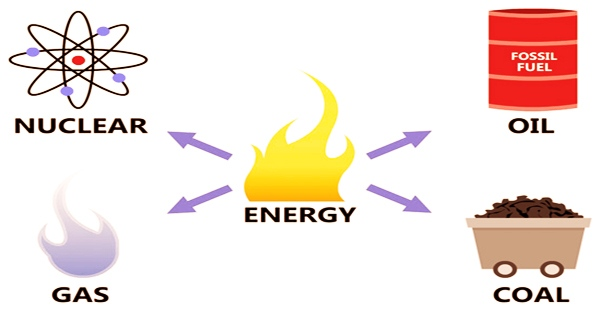 NUCLEAR
FOSSIL
FUEL
OIL
ENERGY
GAS
COAL